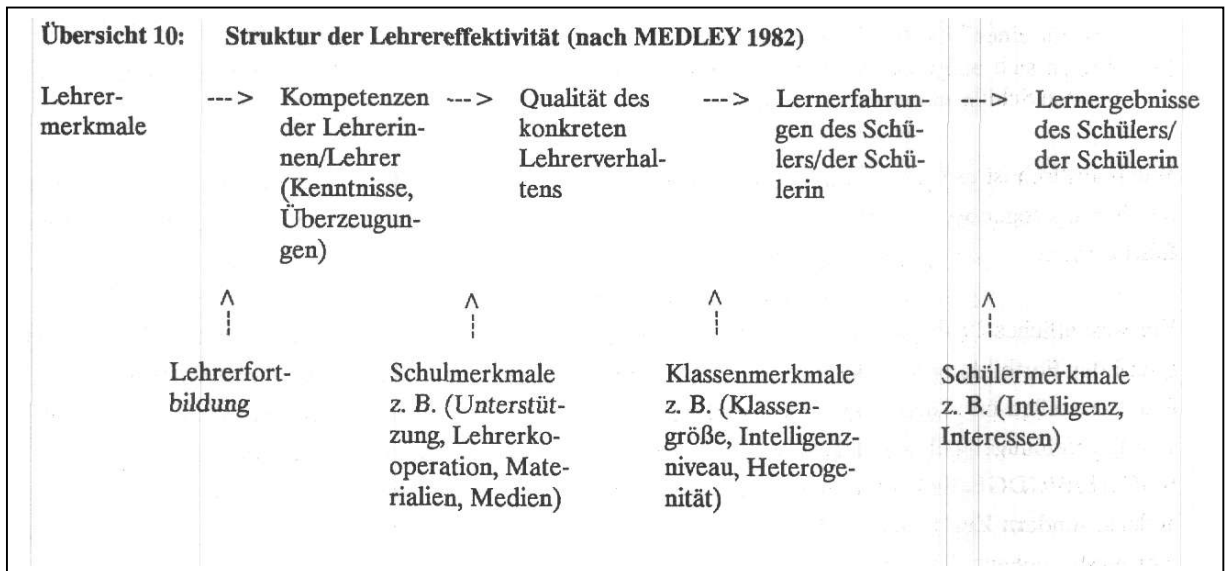 Übersicht 10: Struktur der Lehrereffektivität (nach MEDLEY 1982)
Lehrer-
merkmale
--->
Kompetenzen
der Lehrerin-
nen/Lehrer
(Kenntnisse,
Überzeugun-
gen)
--->
Qualität des
konkreten
Lehrerverhal-
tens
--->
Lernerfahrun-
gen des Schü-
lers/der Schü-
lerin
--->
Lernergebnisse
des Schülers/
der Schülerin
Lehrerfort-
bildung
Schulmerkmale
z. B. (Unterstüt-
zung, Lehrerko-
operation, Mate-
rialien, Medien)
Klassenmerkmale
z. B. (Klassen-
größe, Intelligenz-
niveau, Heteroge-
nität)
Schülermerkmale
z. B. (Intelligenz,
Interessen)